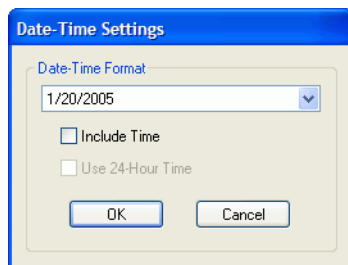 Date-Time Settings
Date-Time Format
1/20/2005
Include Time
Use 24-Hour Time
OK
Cancel